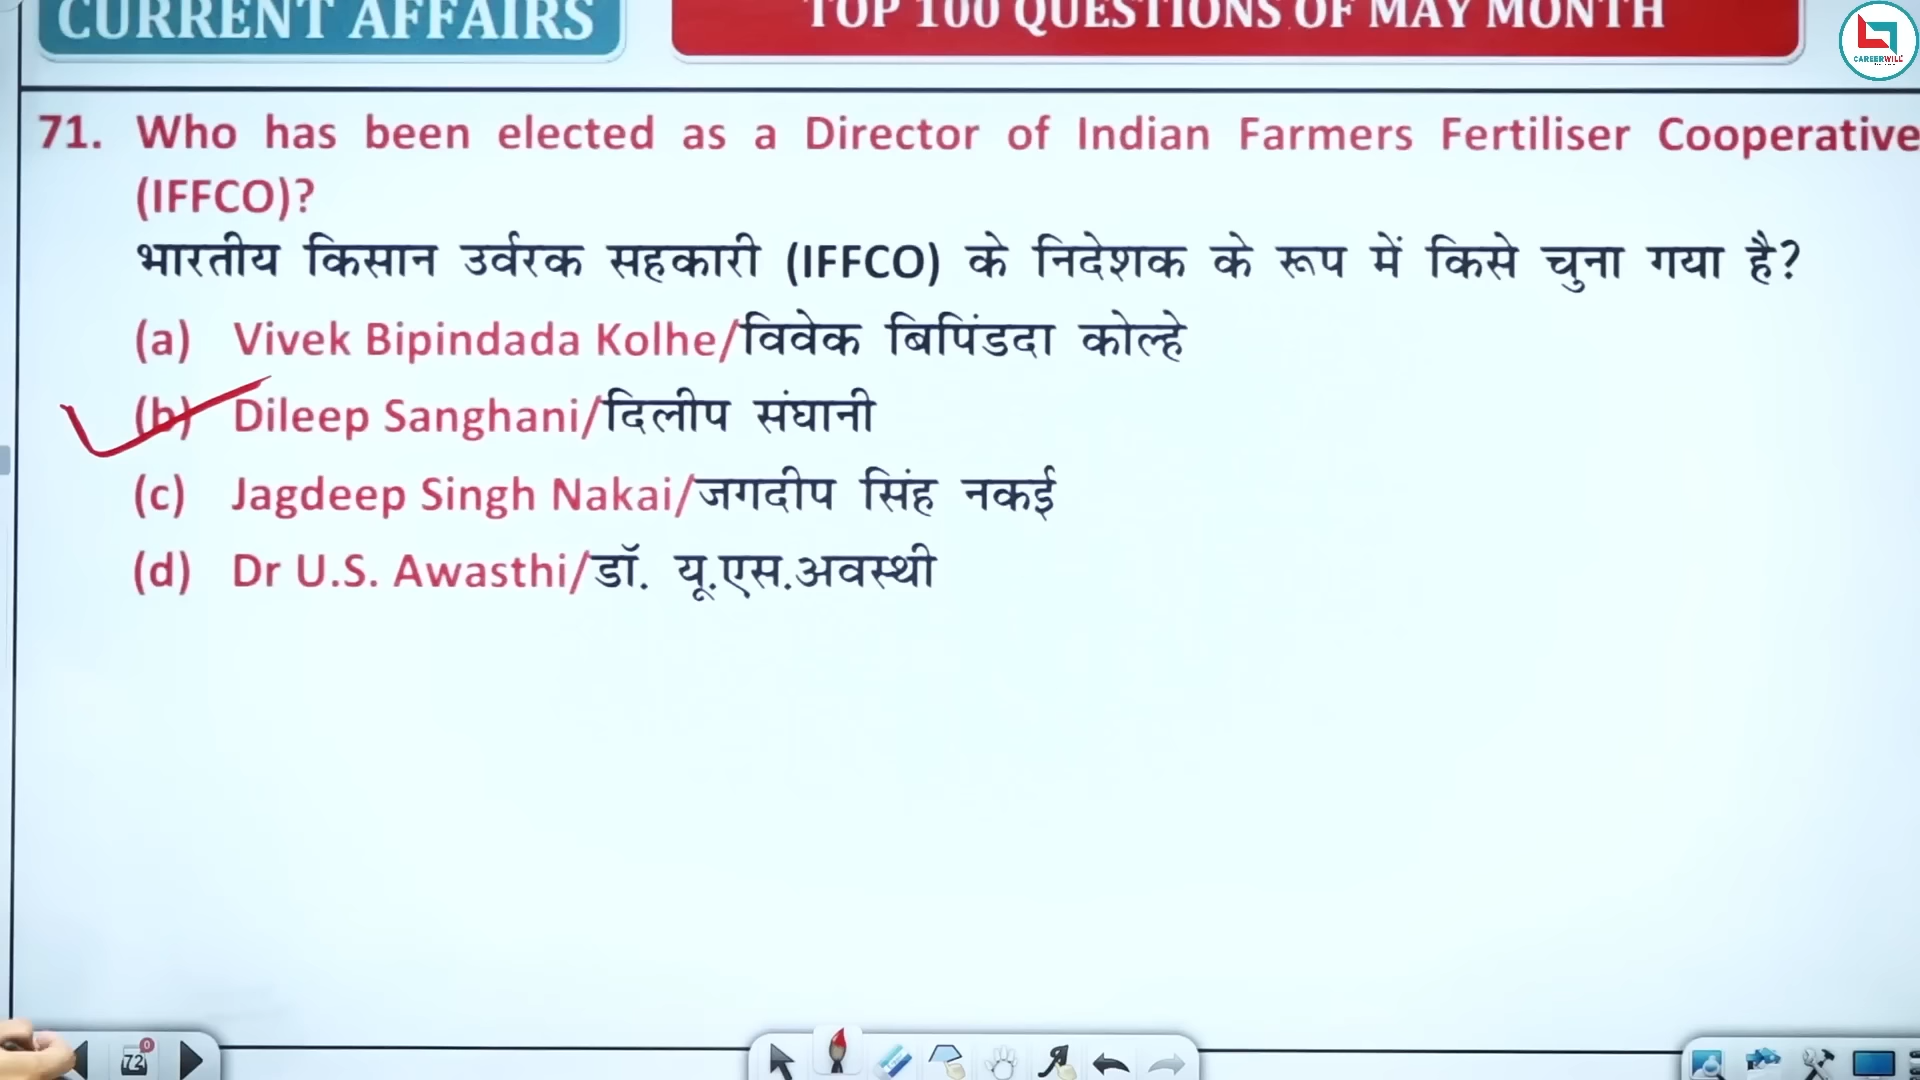 CURRENT AFFAIRS
TOP 100 QUESTIONS OF MAY MONTH
CAREERWILL
71. Who has been elected as a Director of Indian Farmers Fertiliser Cooperative
(IFFCO)?
भारतीय किसान उर्वरक सहकारी (IFFCO) के निदेशक के रूप में किसे चुना गया है?
(a) Vivek Bipindada Kolhe/विवेक बिपिंडदा कोल्हे
(b) Dileep Sanghani/दिलीप संघानी
(c) Jagdeep Singh Nakai/जगदीप सिंह नकई
(d) Dr U.S. Awasthi/डॉ. यू.एस.अवस्थी
72
0